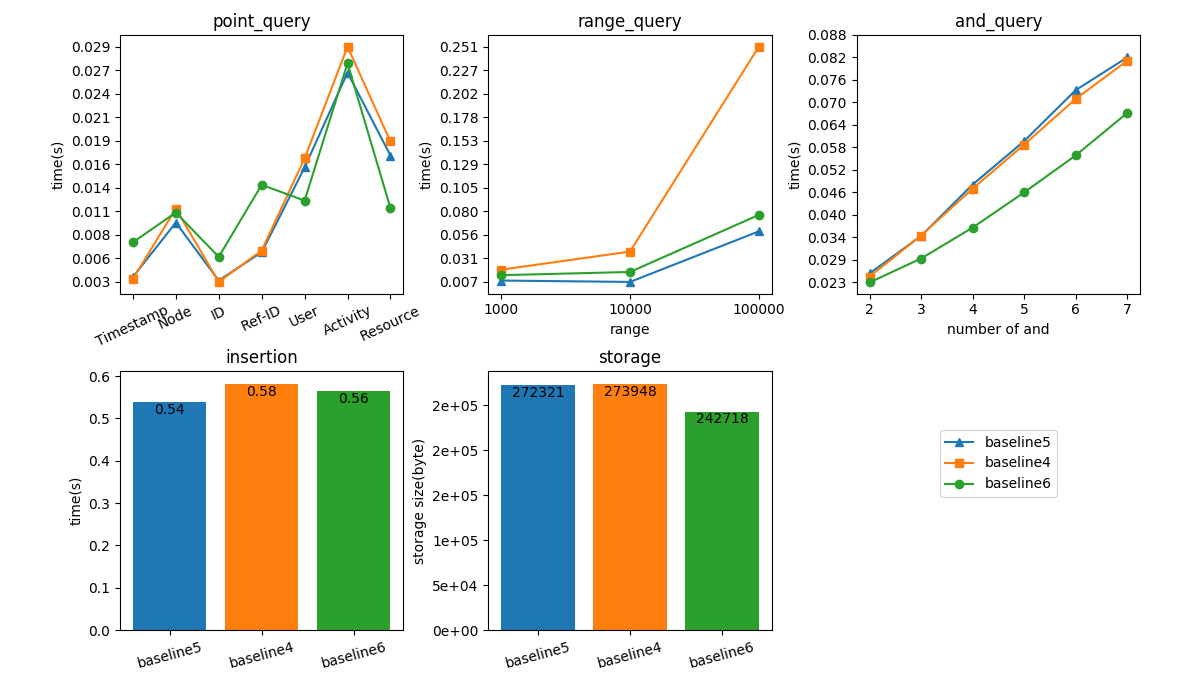 point_query
time(s)
0.029
0.027
0.024
0.021
0.019
0.016
0.014
0.011
0.008
0.006
0.003
Timestamp
Node
ID
Ref-ID
User
Activity
Resource
range_query
time(s)
0.251
0.227
0.202
0.178
0.153
0.129
0.105
0.080
0.056
0.031
0.007
1000
10000
100000
range
and_query
time(s)
0.088
0.082
0.076
0.070
0.064
0.058
0.052
0.046
0.040
0.034
0.029
0.023
2
3
4
5
6
7
number of and
insertion
time(s)
0.6
0.5
0.4
0.3
0.2
0.1
0.0
0.54
0.58
0.56
baseline5
baseline4
baseline6
storage
storage size(byte)
2e+05
2e+05
2e+05
1e+05
5e+04
0e+00
272321
273948
242718
baseline5
baseline4
baseline6
baseline5
baseline4
baseline6